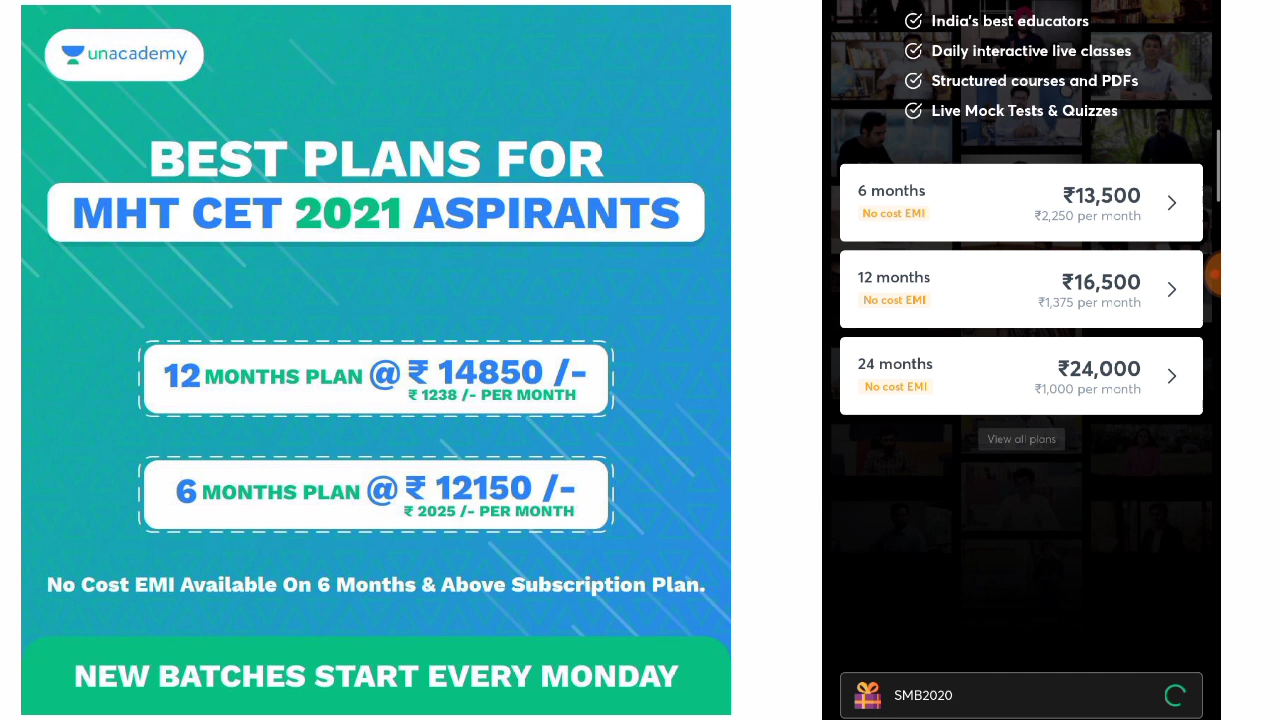 unacademy
BEST PLANS FOR
MHT CET 2021 ASPIRANTS
12 MONTHS PLAN @ ₹ 14850 /-
₹ 1238 /- PER MONTH
6 MONTHS PLAN @ ₹ 12150 /-
₹ 2025 /- PER MONTH
No Cost EMI Available On 6 Months & Above Subscription Plan.
NEW BATCHES START EVERY MONDAY
India's best educators
Daily interactive live classes
Structured courses and PDFs
Live Mock Tests & Quizzes
6 months ₹13,500
No cost EMI ₹2,250 per month
12 months ₹16,500
No cost EMI ₹1,375 per month
24 months ₹24,000
No cost EMI ₹1,000 per month
View all plans
SMB2020